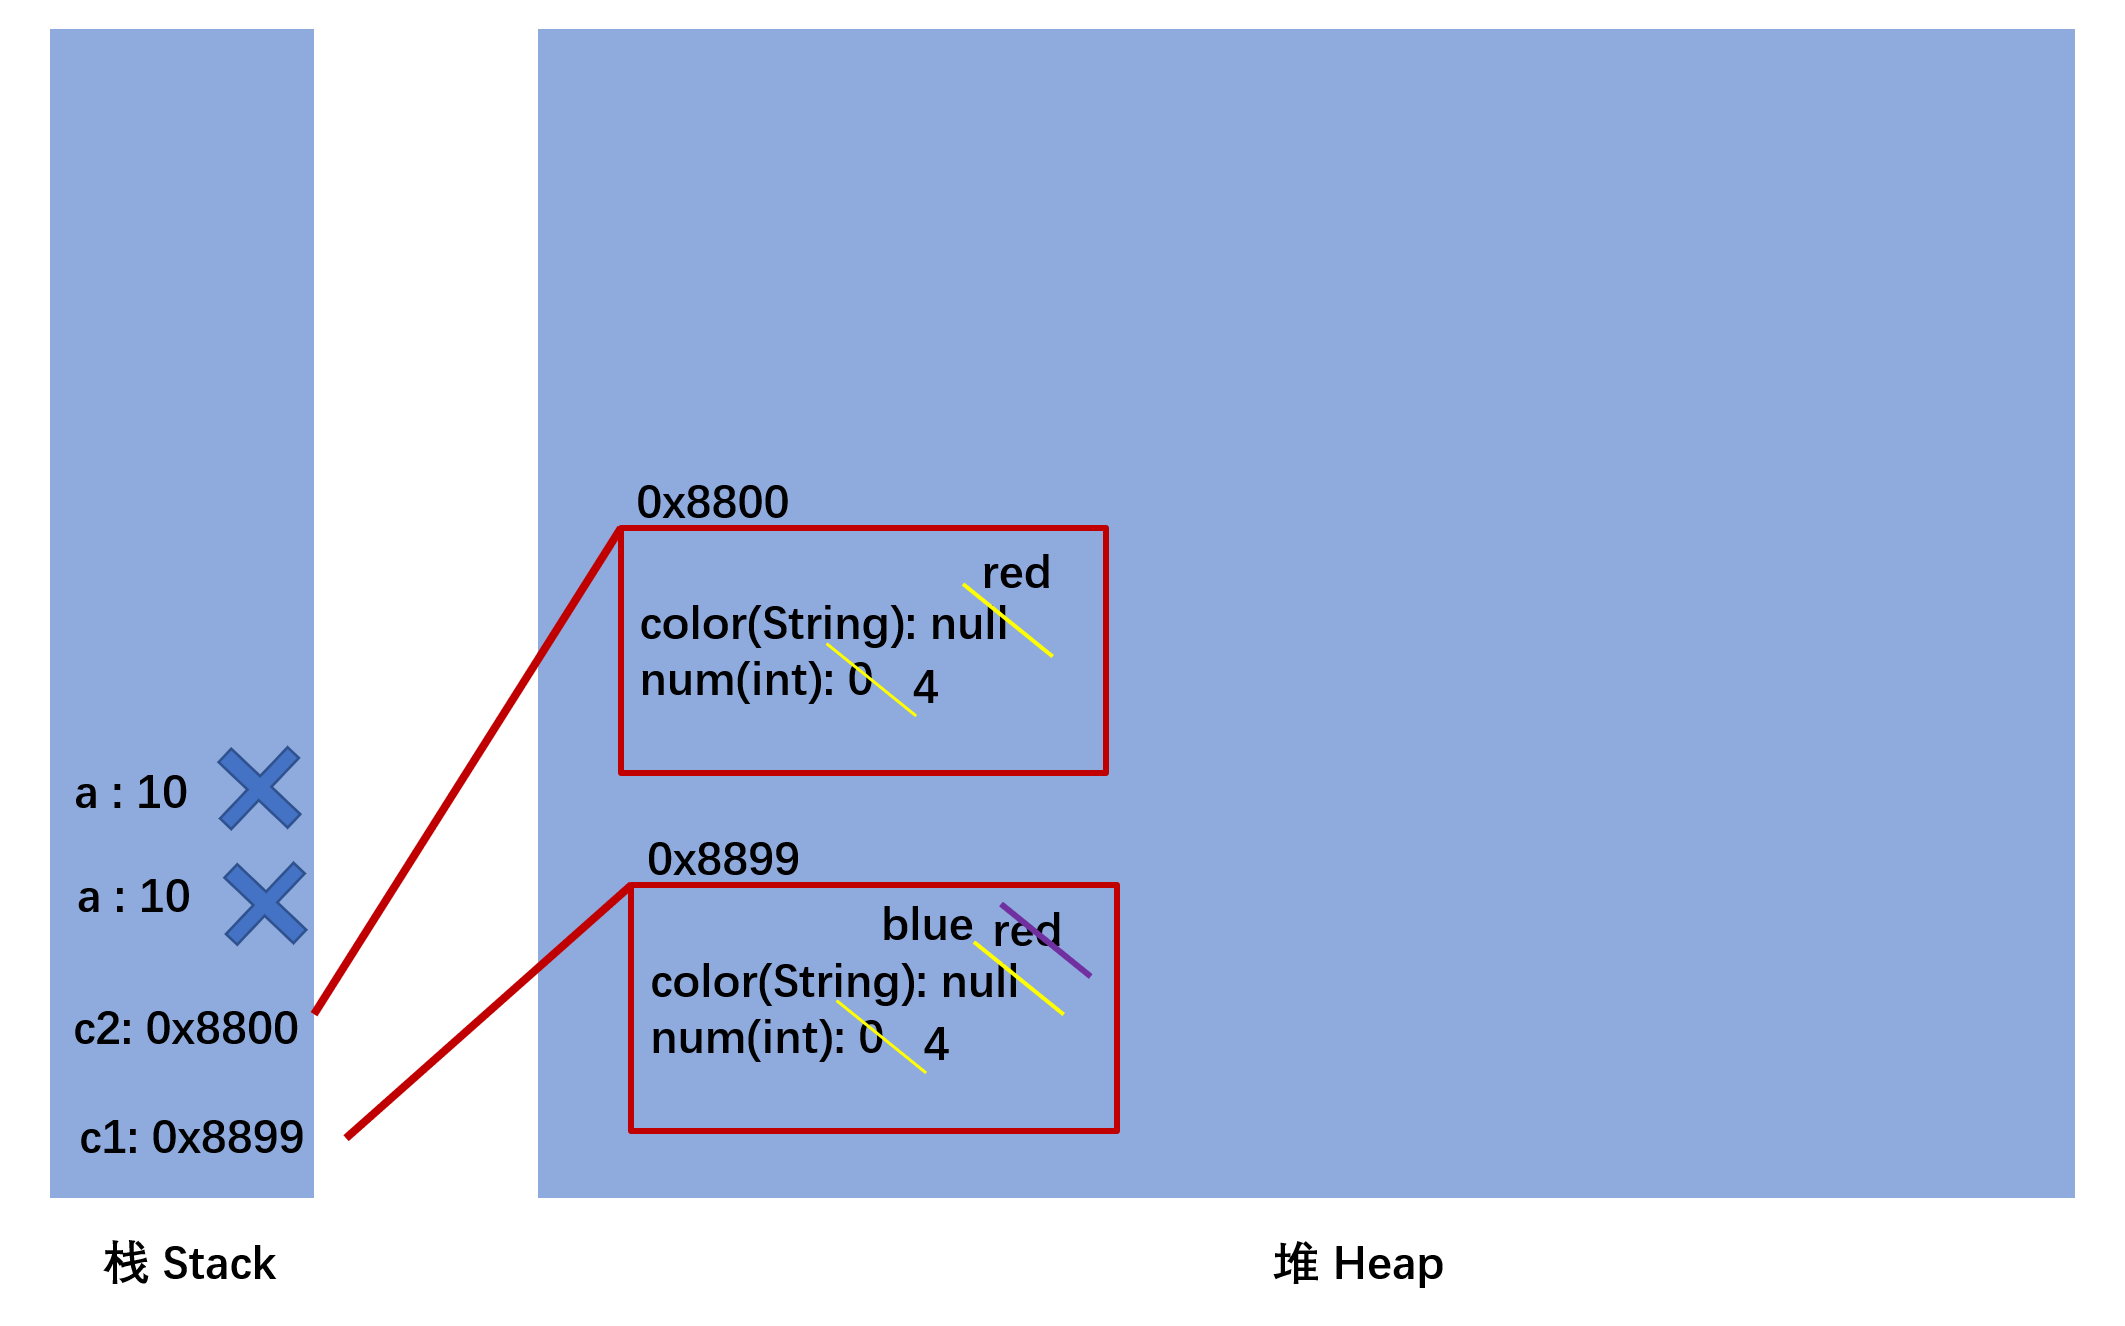 0x8800
red
color(String): null
num(int): 0 4
a : 10
0x8899
a : 10
blue red
color(String): null
c2: 0x8800
num(int): 0 4
c1: 0x8899
栈 Stack
堆 Heap